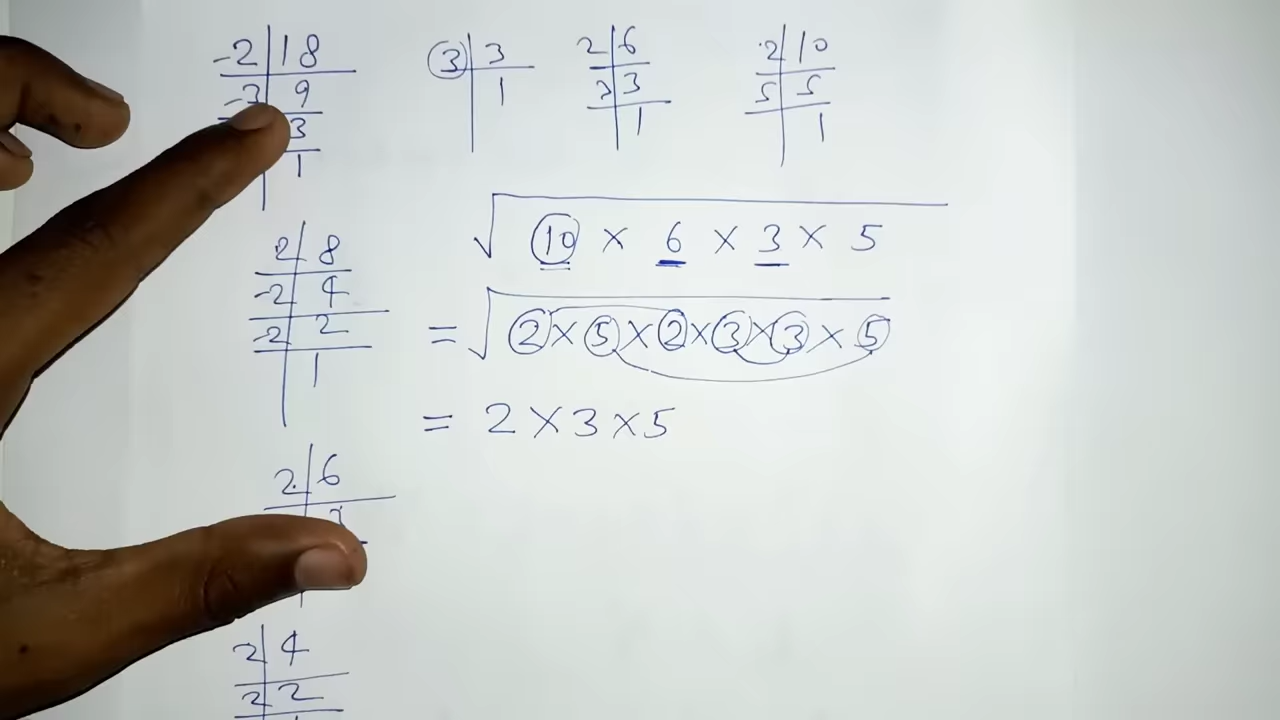 -2 | 18
-3 | 9
3
1
3 | 3
1
2 | 6
3 | 3
1
2 | 10
5 | 5
1
√10 × 6 × 3 × 5
2 | 8
-2 | 4
-2 | 2
1
= √2 × 5 × 2 × 3 × 3 × 5
= 2 × 3 × 5
2 | 6
2 | 4
2 | 2